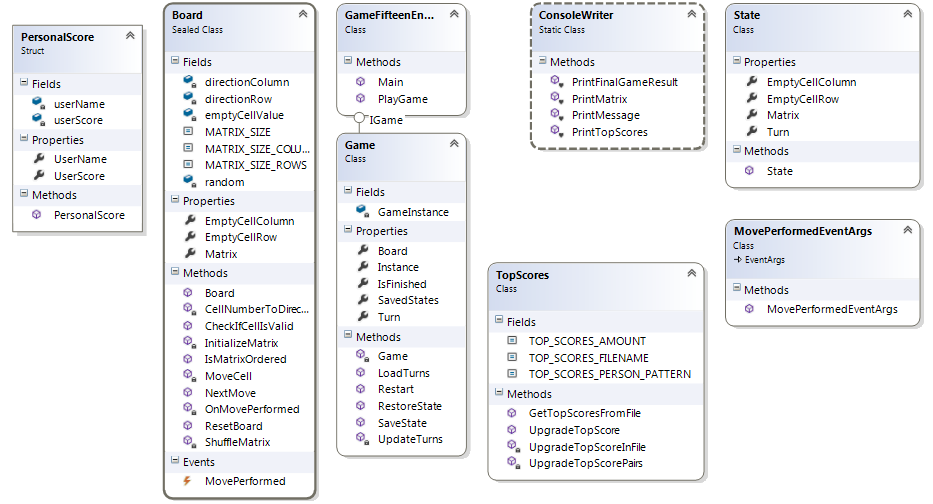 PersonalScore
Struct
Fields
userName
userScore
Properties
UserName
UserScore
Methods
PersonalScore
Board
Sealed Class
Fields
directionColumn
directionRow
emptyCellValue
MATRIX_SIZE
MATRIX_SIZE_COLU...
MATRIX_SIZE_ROWS
random
Properties
EmptyCellColumn
EmptyCellRow
Matrix
Methods
Board
CellNumberToDirec...
CheckIfCellIsValid
InitializeMatrix
IsMatrixOrdered
MoveCell
NextMove
OnMovePerformed
ResetBoard
ShuffleMatrix
Events
MovePerformed
GameFifteenEn...
Class
Methods
Main
PlayGame
IGame
Game
Class
Fields
GameInstance
Properties
Board
Instance
IsFinished
SavedStates
Turn
Methods
Game
LoadTurns
Restart
RestoreState
SaveState
UpdateTurns
ConsoleWriter
Static Class
Methods
PrintFinalGameResult
PrintMatrix
PrintMessage
PrintTopScores
TopScores
Class
Fields
TOP_SCORES_AMOUNT
TOP_SCORES_FILENAME
TOP_SCORES_PERSON_PATTERN
Methods
GetTopScoresFromFile
UpgradeTopScore
UpgradeTopScoreInFile
UpgradeTopScorePairs
State
Class
Properties
EmptyCellColumn
EmptyCellRow
Matrix
Turn
Methods
State
MovePerformedEventArgs
Class
EventArgs
Methods
MovePerformedEventArgs